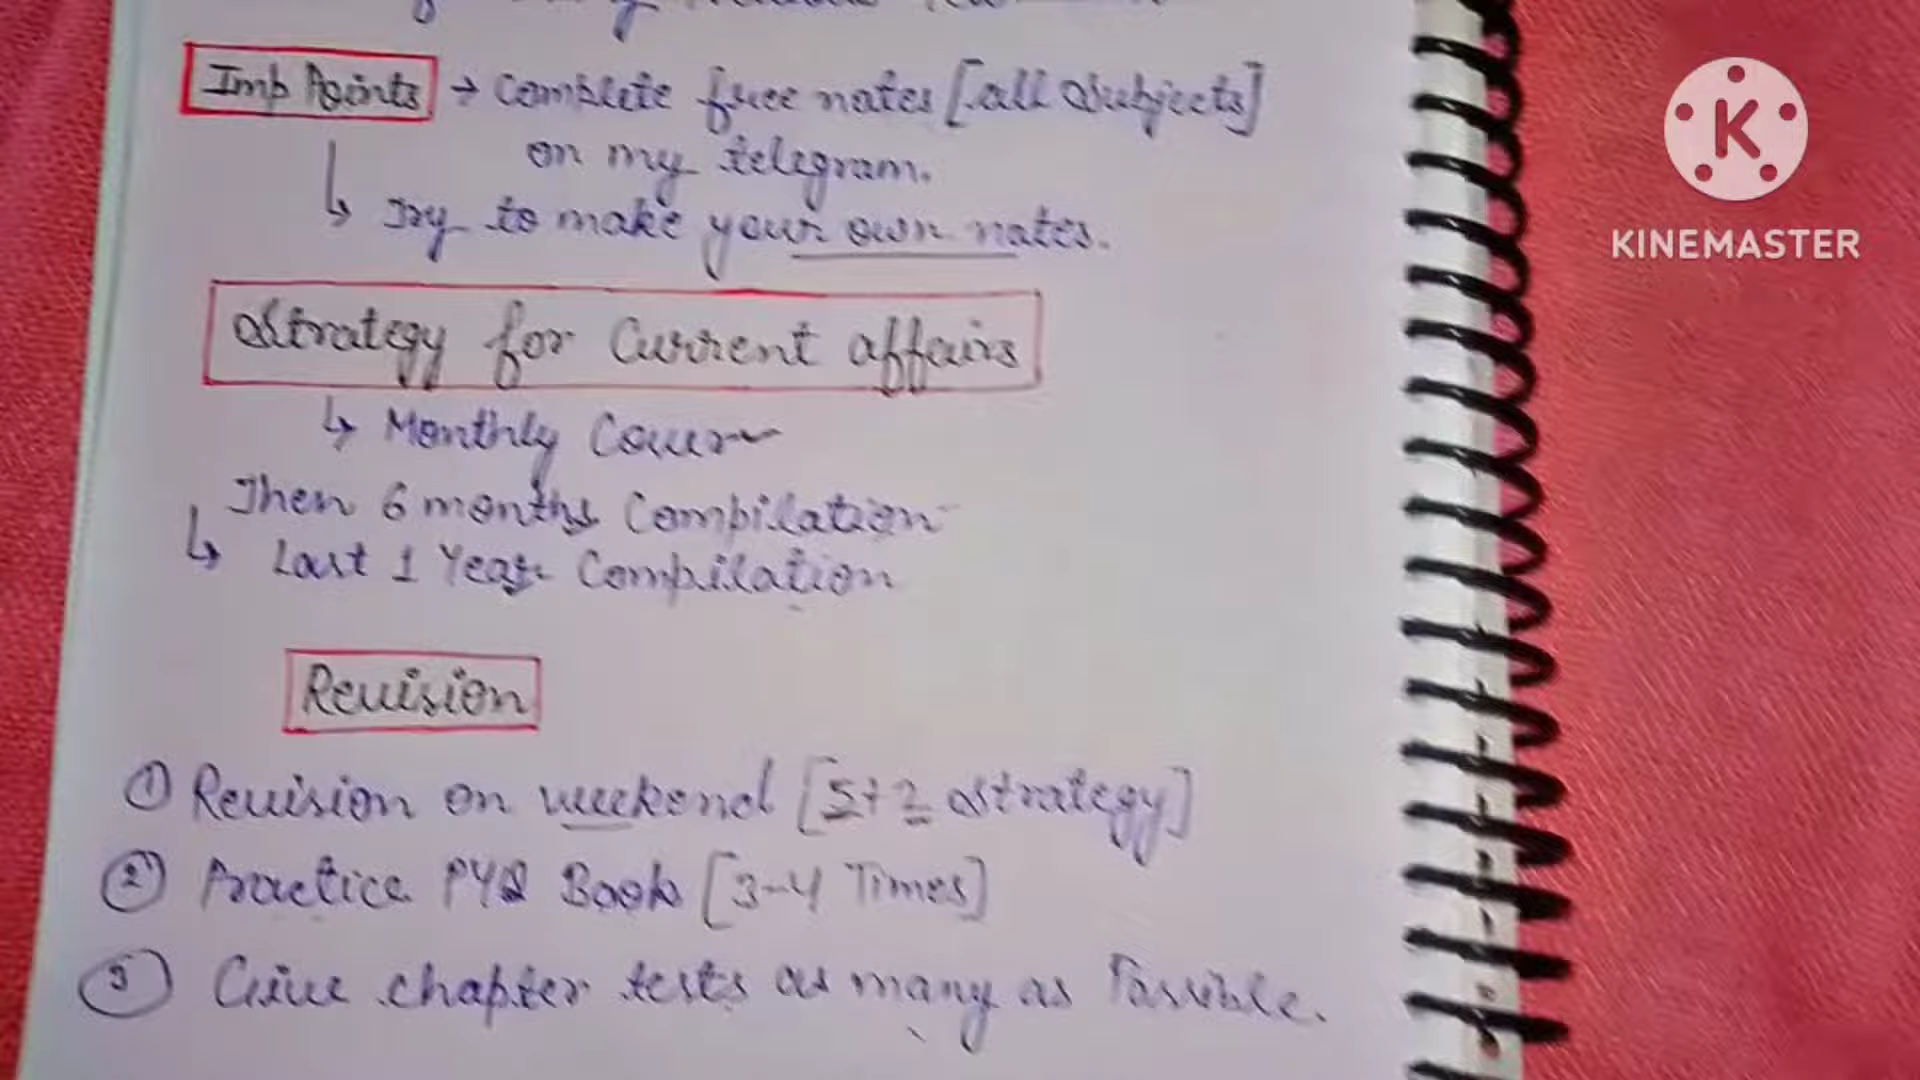 Imp Points → Complete free notes [all Subjects]
on my telegram.
↳ Try to make your own notes.
Strategy for Current affairs
↳ Monthly Cover
Then 6 months Compilation
↳ Last 1 Year Compilation
Revision
① Revision on weekend [5+2 Strategy]
② Practice PYQ Book [3-4 Times]
③ Give chapter tests as many as Possible.
K
KINEMASTER